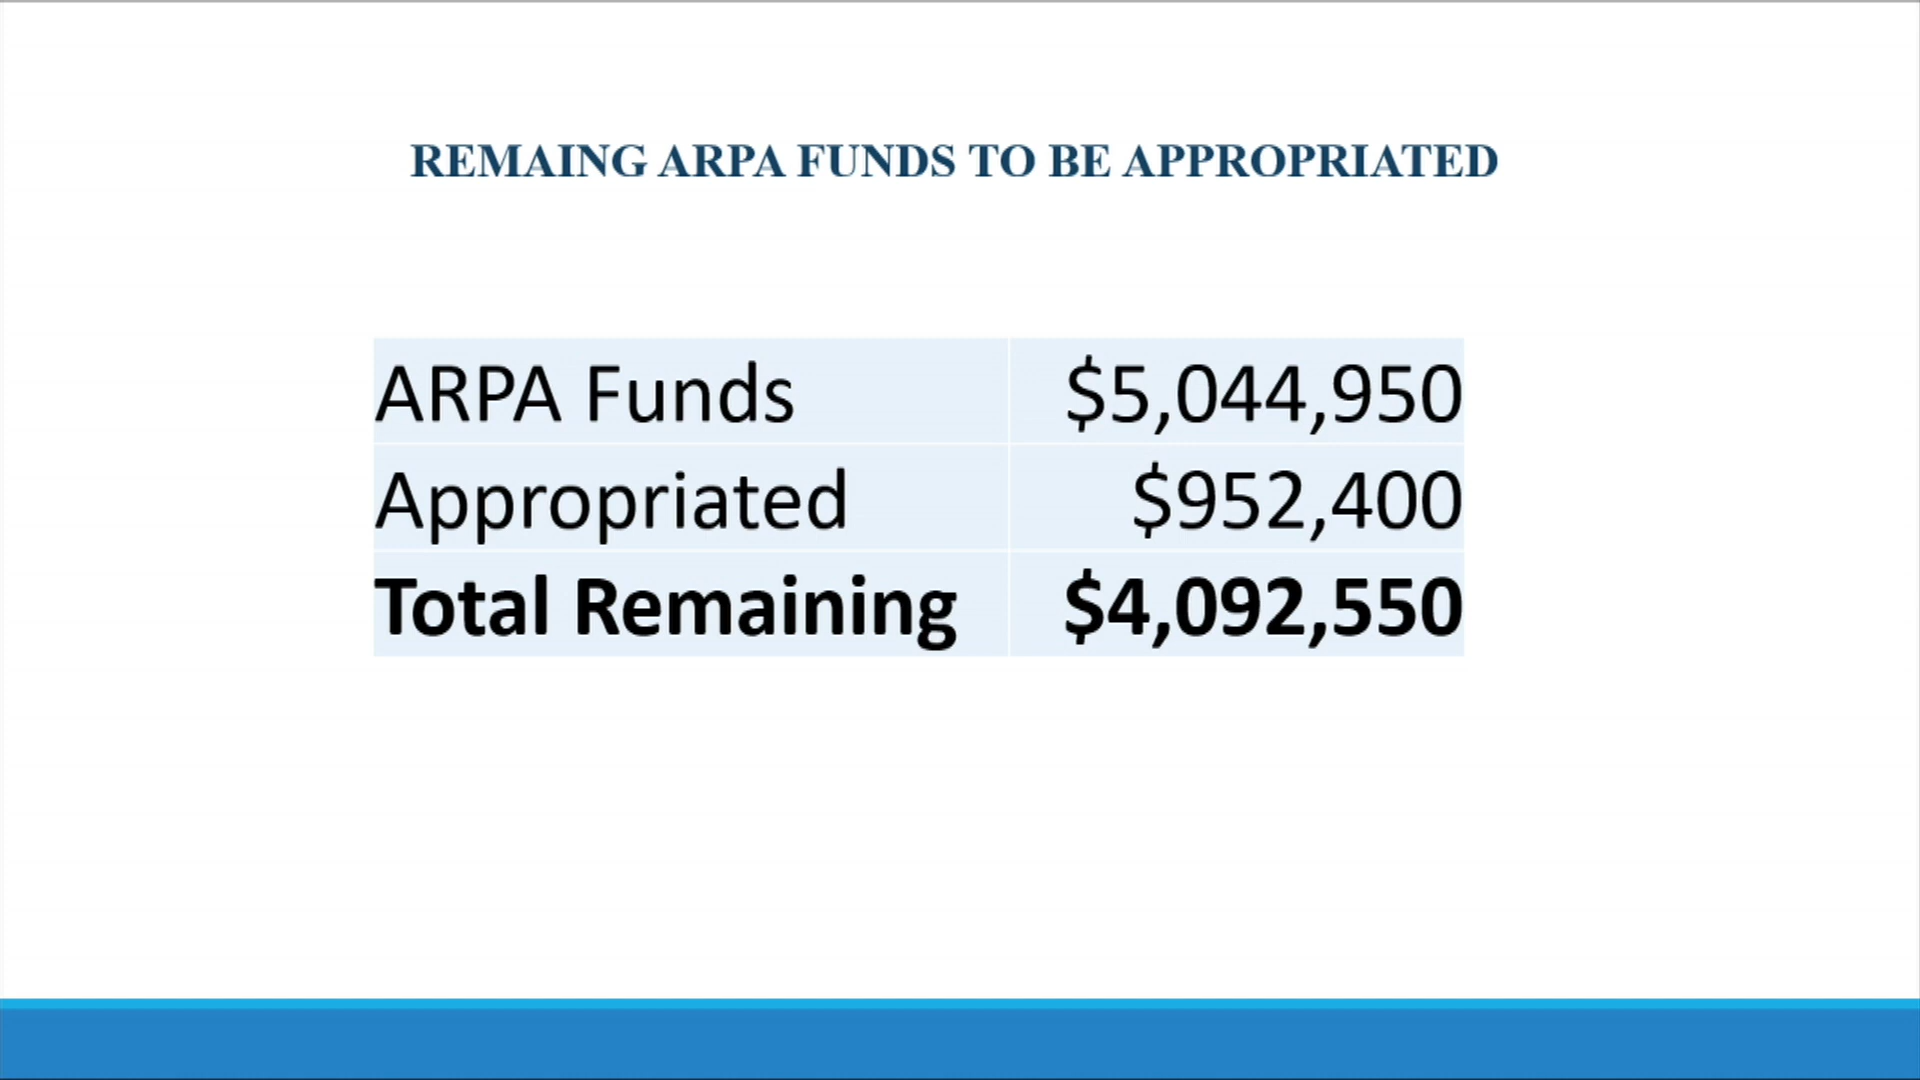 REMAING ARPA FUNDS TO BE APPROPRIATED
ARPA Funds $5,044,950
Appropriated $952,400
Total Remaining $4,092,550